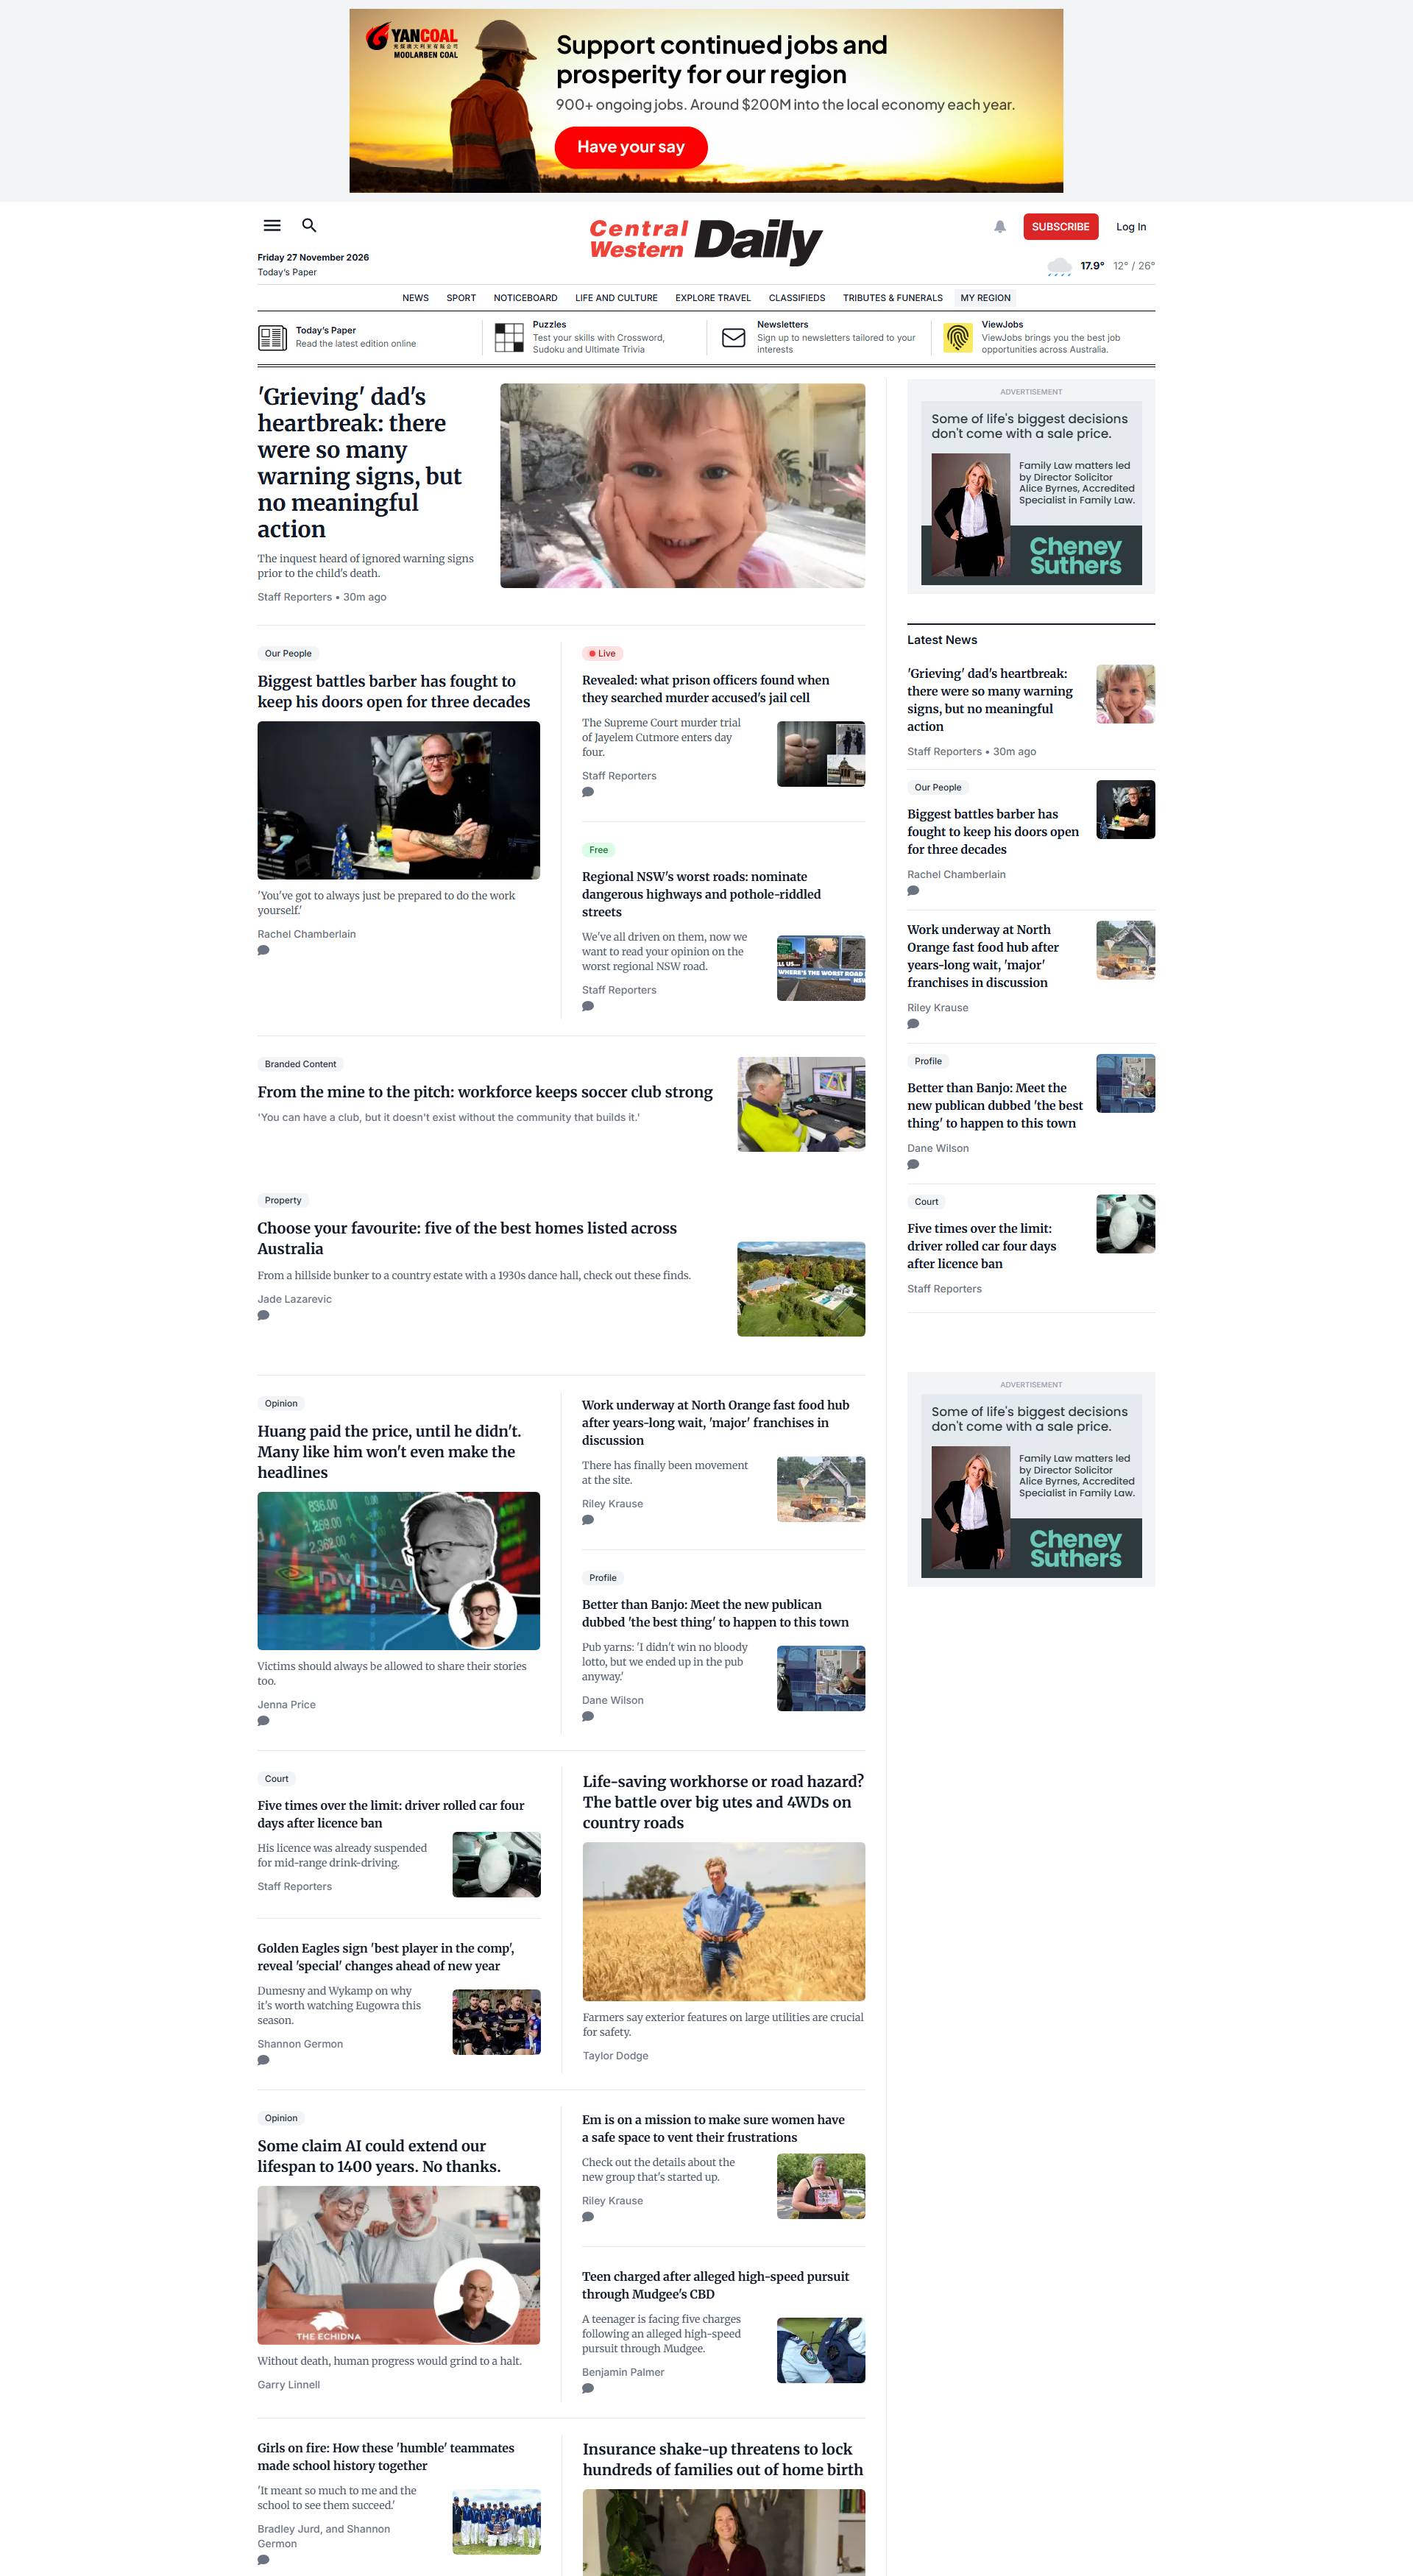 YANCOAL
MOOLARBEN COAL
Support continued jobs and
prosperity for our region
900+ ongoing jobs. Around $200M into the local economy each year.
Have your say
Central
Western Daily
SUBSCRIBE
Log In
Friday 27 November 2026
Today's Paper
17.9° 12° / 26°
NEWS SPORT NOTICEBOARD LIFE AND CULTURE EXPLORE TRAVEL CLASSIFIEDS TRIBUTES & FUNERALS MY REGION
Today's Paper
Read the latest edition online
Puzzles
Test your skills with Crossword,
Sudoku and Ultimate Trivia
Newsletters
Sign up to newsletters tailored to your
interests
ViewJobs
ViewJobs brings you the best job
opportunities across Australia.
'Grieving' dad's
heartbreak: there
were so many
warning signs, but
no meaningful
action
The inquest heard of ignored warning signs
prior to the child's death.
Staff Reporters • 30m ago
Our People
Biggest battles barber has fought to
keep his doors open for three decades
'You've got to always just be prepared to do the work
yourself.'
Rachel Chamberlain
Live
Revealed: what prison officers found when
they searched murder accused's jail cell
The Supreme Court murder trial
of Jayelem Cutmore enters day
four.
Staff Reporters
Free
Regional NSW's worst roads: nominate
dangerous highways and pothole-riddled
streets
We've all driven on them, now we
want to read your opinion on the
worst regional NSW road.
Staff Reporters
LL US...
WHERE'S THE WORST ROAD
NSW
Branded Content
From the mine to the pitch: workforce keeps soccer club strong
'You can have a club, but it doesn't exist without the community that builds it.'
Property
Choose your favourite: five of the best homes listed across
Australia
From a hillside bunker to a country estate with a 1930s dance hall, check out these finds.
Jade Lazarevic
Opinion
Huang paid the price, until he didn't.
Many like him won't even make the
headlines
836.00
1,269.00
2,362.00
NVIDIA
Victims should always be allowed to share their stories
too.
Jenna Price
Work underway at North Orange fast food hub
after years-long wait, 'major' franchises in
discussion
There has finally been movement
at the site.
Riley Krause
Profile
Better than Banjo: Meet the new publican
dubbed 'the best thing' to happen to this town
Pub yarns: 'I didn't win no bloody
lotto, but we ended up in the pub
anyway.'
Dane Wilson
Court
Five times over the limit: driver rolled car four
days after licence ban
His licence was already suspended
for mid-range drink-driving.
Staff Reporters
Golden Eagles sign 'best player in the comp',
reveal 'special' changes ahead of new year
Dumesny and Wykamp on why
it's worth watching Eugowra this
season.
Shannon Germon
Life-saving workhorse or road hazard?
The battle over big utes and 4WDs on
country roads
Farmers say exterior features on large utilities are crucial
for safety.
Taylor Dodge
Opinion
Some claim AI could extend our
lifespan to 1400 years. No thanks.
THE ECHIDNA
Without death, human progress would grind to a halt.
Garry Linnell
Em is on a mission to make sure women have
a safe space to vent their frustrations
Check out the details about the
new group that's started up.
Riley Krause
Teen charged after alleged high-speed pursuit
through Mudgee's CBD
A teenager is facing five charges
following an alleged high-speed
pursuit through Mudgee.
Benjamin Palmer
Girls on fire: How these 'humble' teammates
made school history together
'It meant so much to me and the
school to see them succeed.'
Bradley Jurd, and Shannon
Germon
Insurance shake-up threatens to lock
hundreds of families out of home birth
ADVERTISEMENT
Some of life's biggest decisions
don't come with a sale price.
Family Law matters led
by Director Solicitor
Alice Byrnes, Accredited
Specialist in Family Law.
Cheney
Suthers
Latest News
'Grieving' dad's heartbreak:
there were so many warning
signs, but no meaningful
action
Staff Reporters • 30m ago
Our People
Biggest battles barber has
fought to keep his doors open
for three decades
Rachel Chamberlain
Work underway at North
Orange fast food hub after
years-long wait, 'major'
franchises in discussion
Riley Krause
Profile
Better than Banjo: Meet the
new publican dubbed 'the best
thing' to happen to this town
Dane Wilson
Court
Five times over the limit:
driver rolled car four days
after licence ban
Staff Reporters
ADVERTISEMENT
Some of life's biggest decisions
don't come with a sale price.
Family Law matters led
by Director Solicitor
Alice Byrnes, Accredited
Specialist in Family Law.
Cheney
Suthers